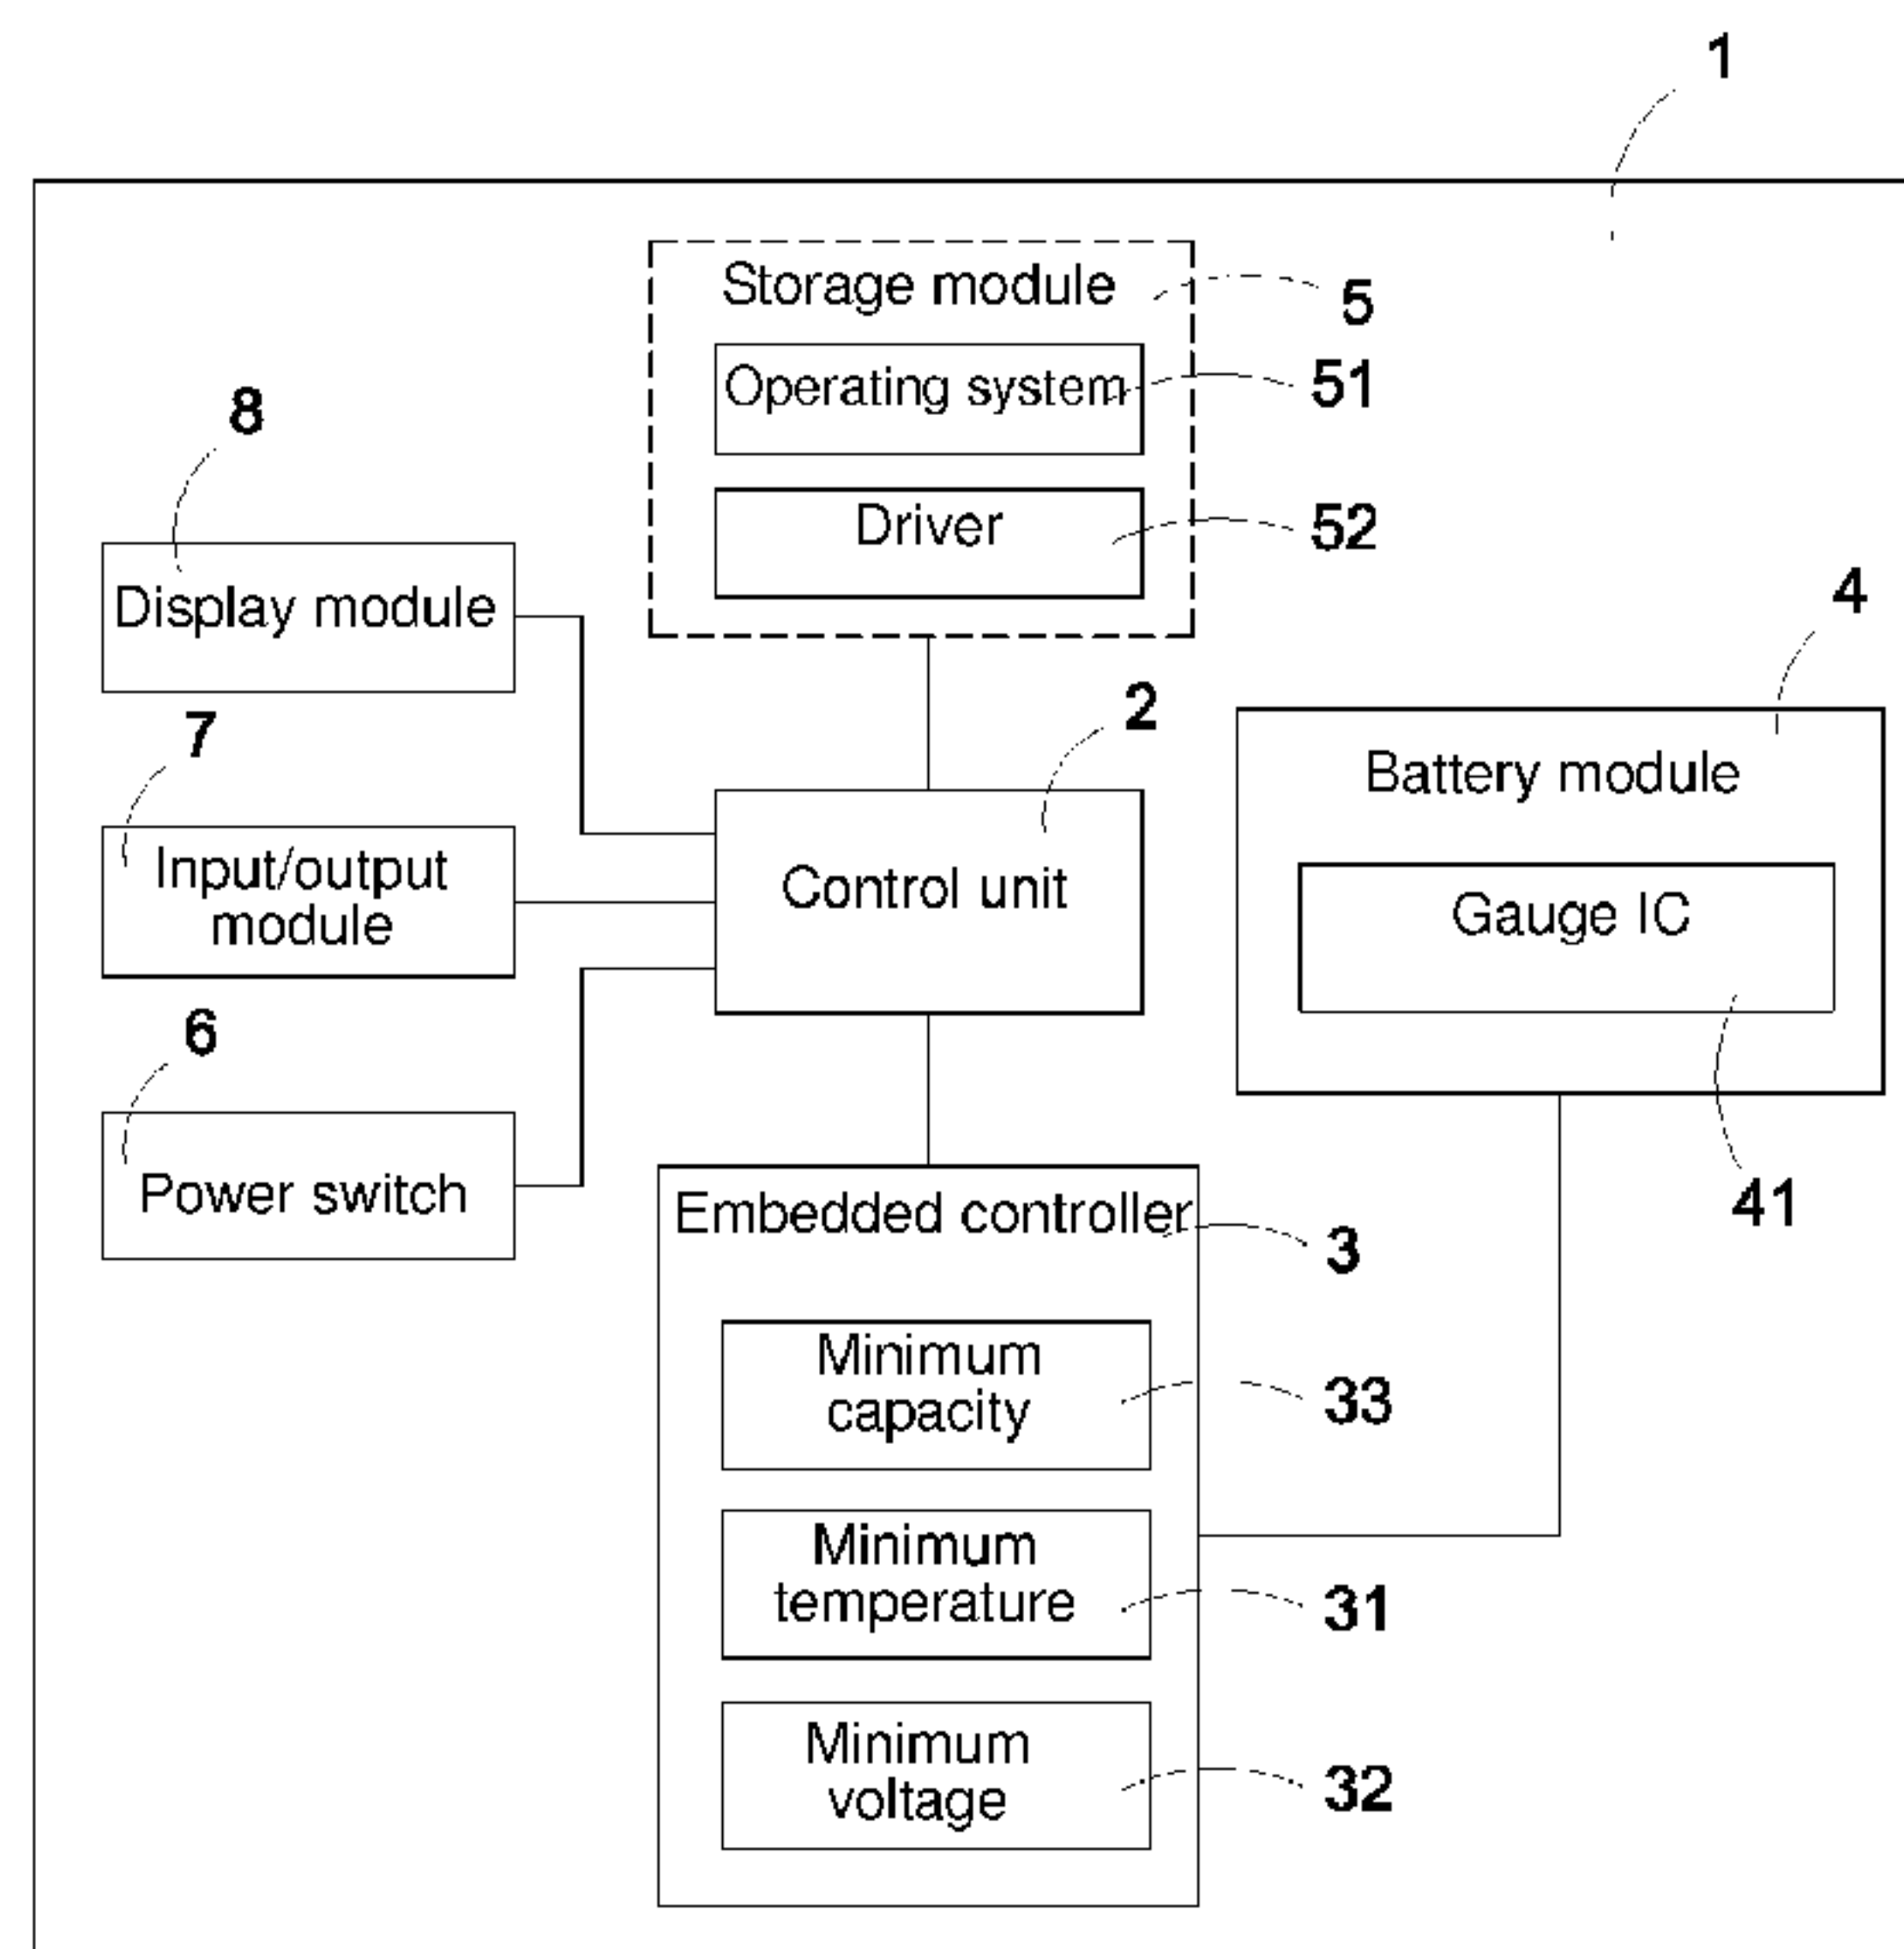 1
Storage module
5
Operating system
51
8
Driver
52
Display module
4
2
7
Battery module
Input/output
module
Control unit
Gauge IC
6
Power switch
41
Embedded controller
3
Minimum
capacity
33
Minimum
temperature
31
Minimum
voltage
32